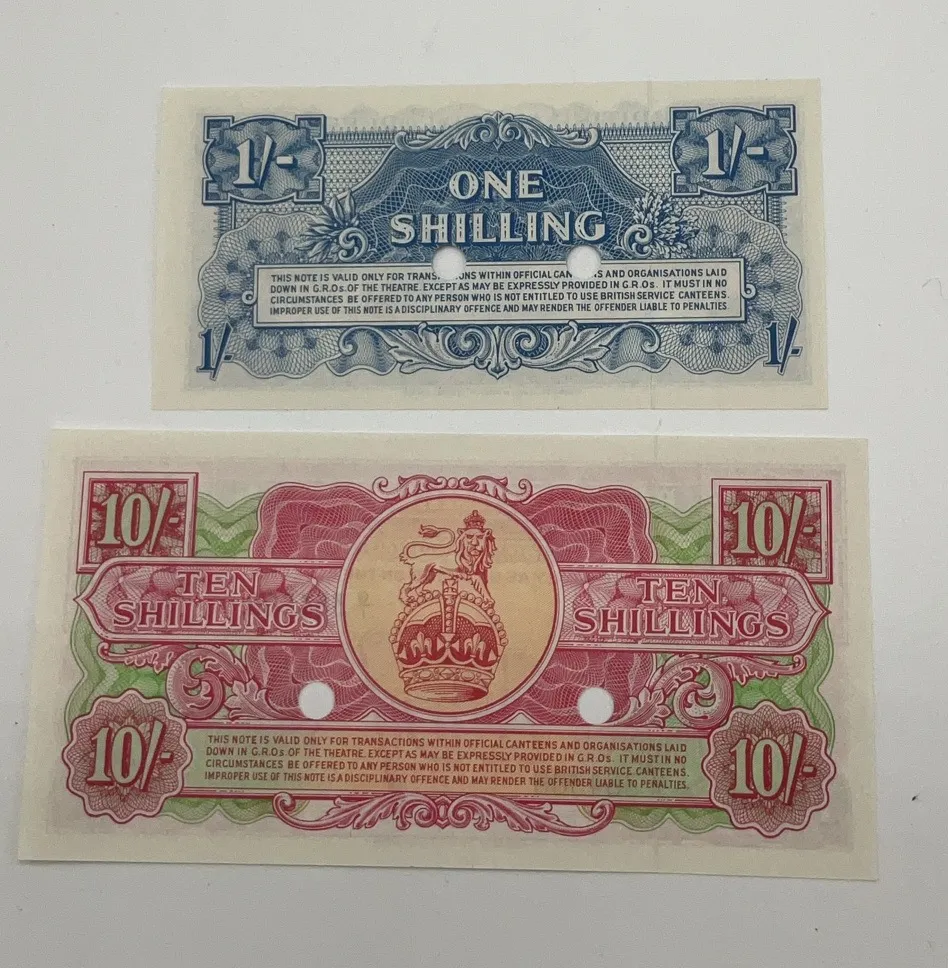 1/- 1/-
ONE
SHILLING
THIS NOTE IS VALID ONLY FOR TRANS ONS WITHIN OFFICIAL CAN S AND ORGANISATIONS LAID
DOWN IN G.R.Os. OF THE THEATRE. EXCEPT AS MAY BE EXPRESSLY PROVIDED IN G.R.Os. IT MUST IN NO
CIRCUMSTANCES BE OFFERED TO ANY PERSON WHO IS NOT ENTITLED TO USE BRITISH SERVICE CANTEENS.
IMPROPER USE OF THIS NOTE IS A DISCIPLINARY OFFENCE AND MAY RENDER THE OFFENDER LIABLE TO PENALTIES.
1/- 1/-
10/- 10/-
TEN TEN
SHILLINGS SHILLINGS
THIS NOTE IS VALID ONLY FOR TRANSACTIONS WITHIN OFFICIAL CANTEENS AND ORGANISATIONS LAID
DOWN IN G.R.Os. OF THE THEATRE. EXCEPT AS MAY BE EXPRESSLY PROVIDED IN G.R.Os. IT MUST IN NO
CIRCUMSTANCES BE OFFERED TO ANY PERSON WHO IS NOT ENTITLED TO USE BRITISH SERVICE CANTEENS.
IMPROPER USE OF THIS NOTE IS A DISCIPLINARY OFFENCE AND MAY RENDER THE OFFENDER LIABLE TO PENALTIES.
10/- 10/-